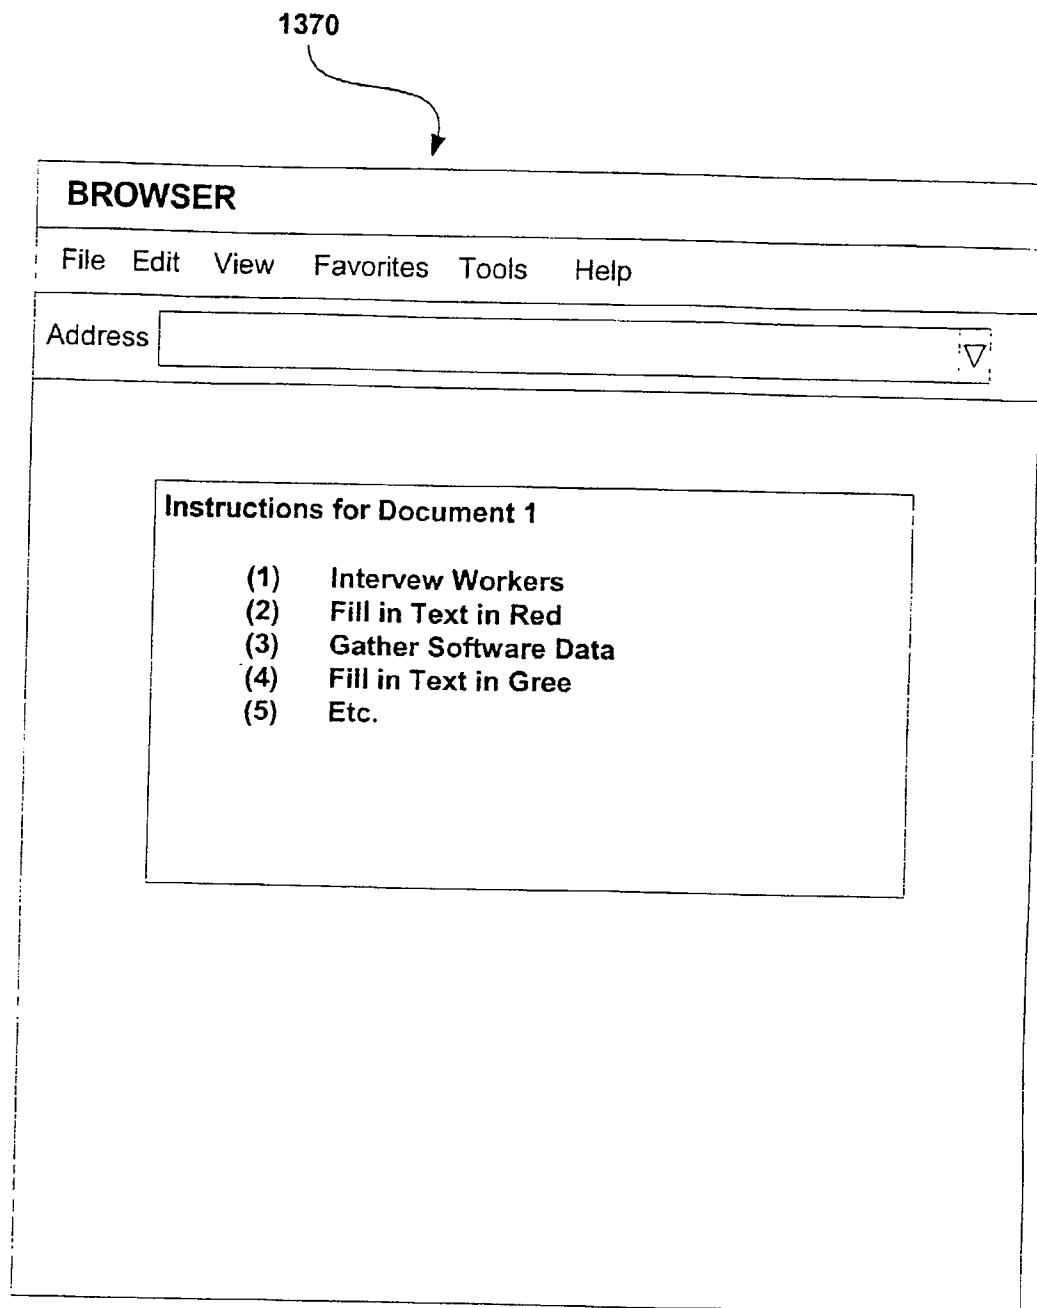 1370
BROWSER
File Edit View Favorites Tools Help
Address
Instructions for Document 1
(1) Intervew Workers
(2) Fill in Text in Red
(3) Gather Software Data
(4) Fill in Text in Gree
(5) Etc.